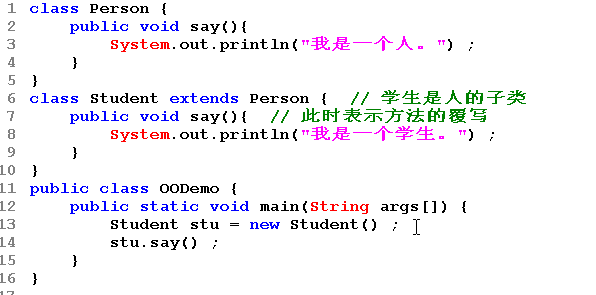 1 class Person {
2     public void say(){
3         System.out.println("我是一个人。") ;
4     }
5 }
6 class Student extends Person {  // 学生是人的子类
7     public void say(){  // 此时表示方法的覆写
8         System.out.println("我是一个学生。") ;
9     }
10 }
11 public class OODemo {
12     public static void main(String args[]) {
13         Student stu = new Student() ;
14         stu.say() ;
15     }
16 }